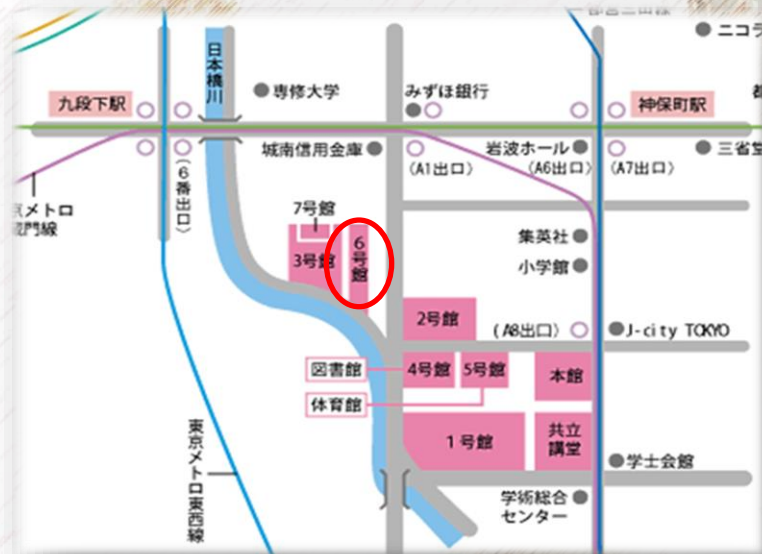 ニコラ
日本橋川
専修大学
みずほ銀行
九段下駅
神保町駅
城南信用金庫
岩波ホール
三省堂
(6番出口)
(A1出口)
(A6出口)
(A7出口)
メトロ
門線
7号館
3号館
6号館
集英社
小学館
2号館
(A8出口)
J-city TOKYO
図書館
4号館
5号館
本館
体育館
1号館
共立
講堂
東京メトロ東西線
学士会館
学術総合
センター